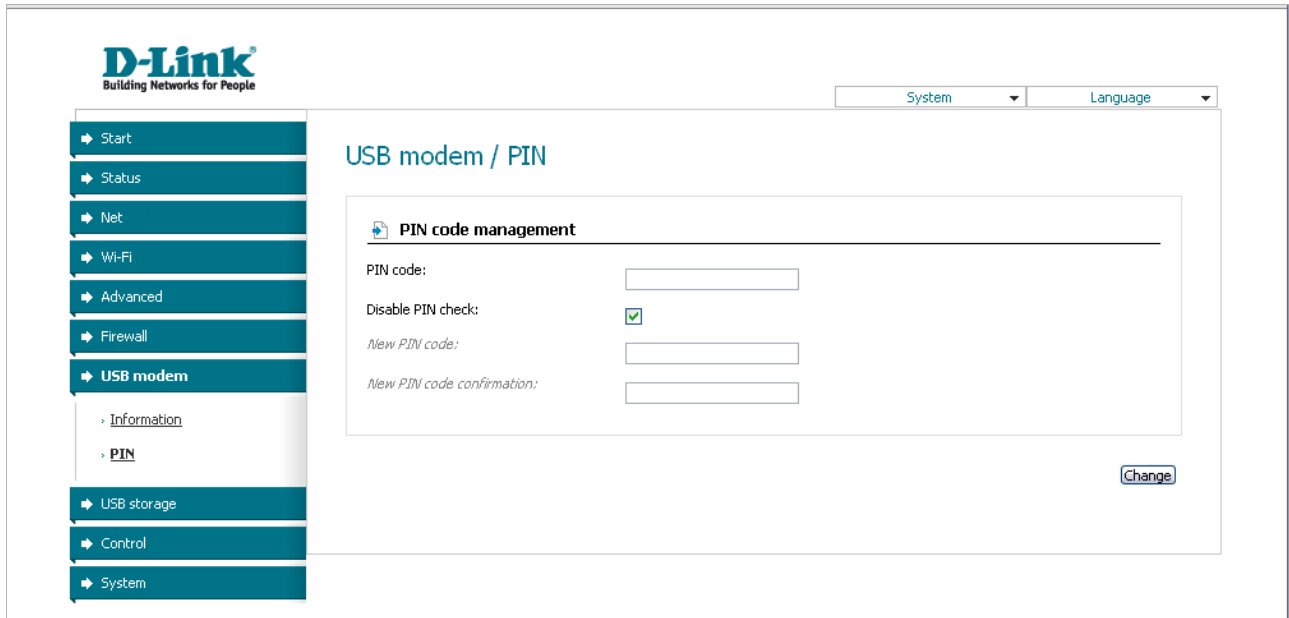 D-Link®
Building Networks for People
System
Language
Start
Status
Net
Wi-Fi
Advanced
Firewall
USB modem
Information
PIN
USB storage
Control
System
USB modem / PIN
PIN code management
PIN code:
Disable PIN check:
New PIN code:
New PIN code confirmation:
Change